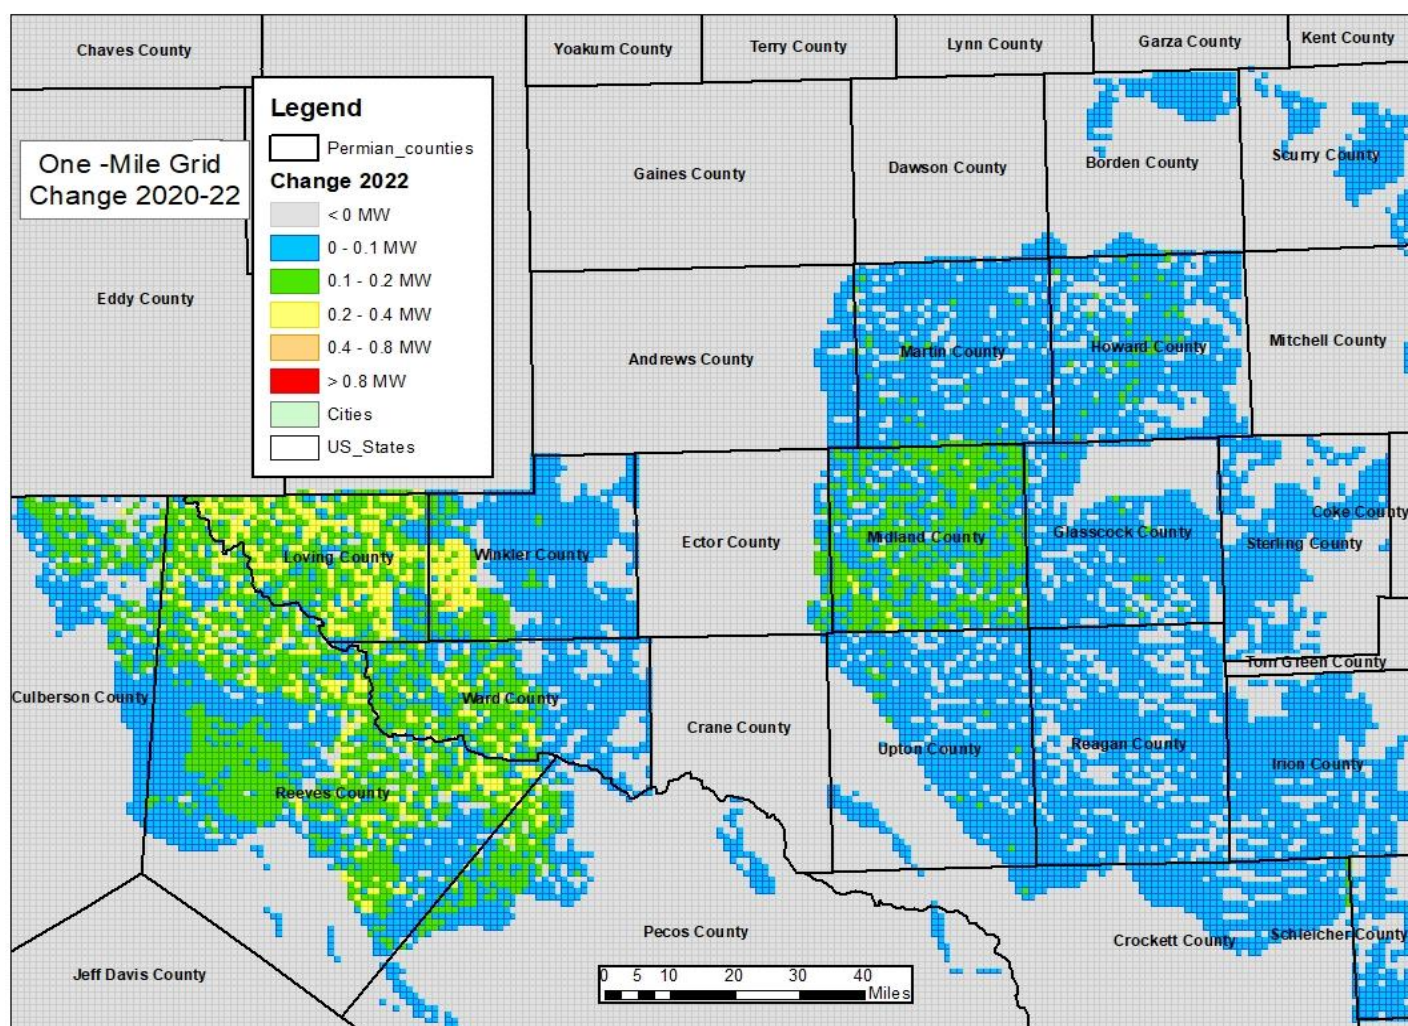 Chaves County
Yoakum County
Terry County
Lynn County
Garza County
Kent County
Legend
Permian_counties
Change 2022
< 0 MW
0 - 0.1 MW
0.1 - 0.2 MW
0.2 - 0.4 MW
0.4 - 0.8 MW
> 0.8 MW
Cities
US_States
One -Mile Grid
Change 2020-22
Gaines County
Dawson County
Borden County
Scurry County
Eddy County
Andrews County
Martin County
Howard County
Mitchell County
Loving County
Winkler County
Ector County
Midland County
Glasscock County
Coke County
Sterling County
Culberson County
Ward County
Crane County
Upton County
Reagan County
Tom Green County
Irion County
Reeves County
Jeff Davis County
Pecos County
Crockett County
Schleicher County
0 5 10 20 30 40
Miles